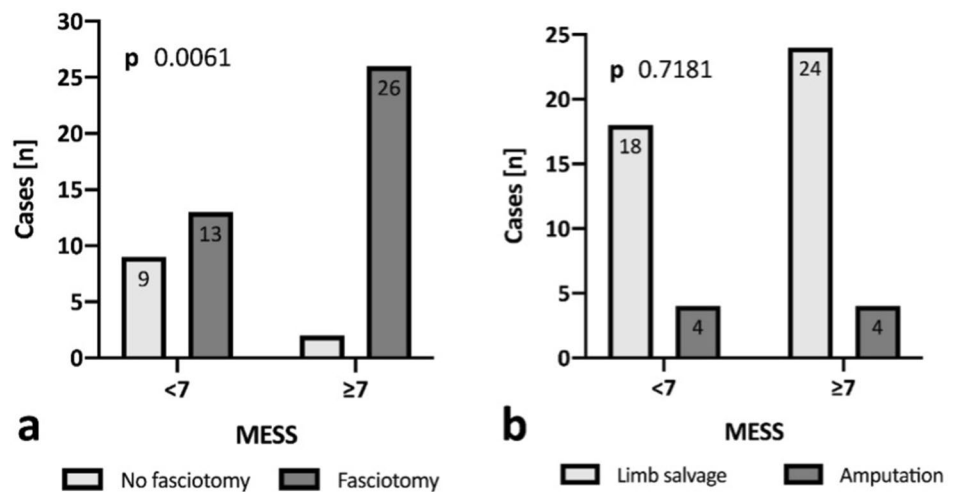 30
25
20
15
10
5
0
Cases [n]
p 0.0061
9
13
26
<7
≥7
MESS
a
No fasciotomy
Fasciotomy
25
20
15
10
5
0
Cases [n]
p 0.7181
18
4
24
4
<7
≥7
MESS
b
Limb salvage
Amputation